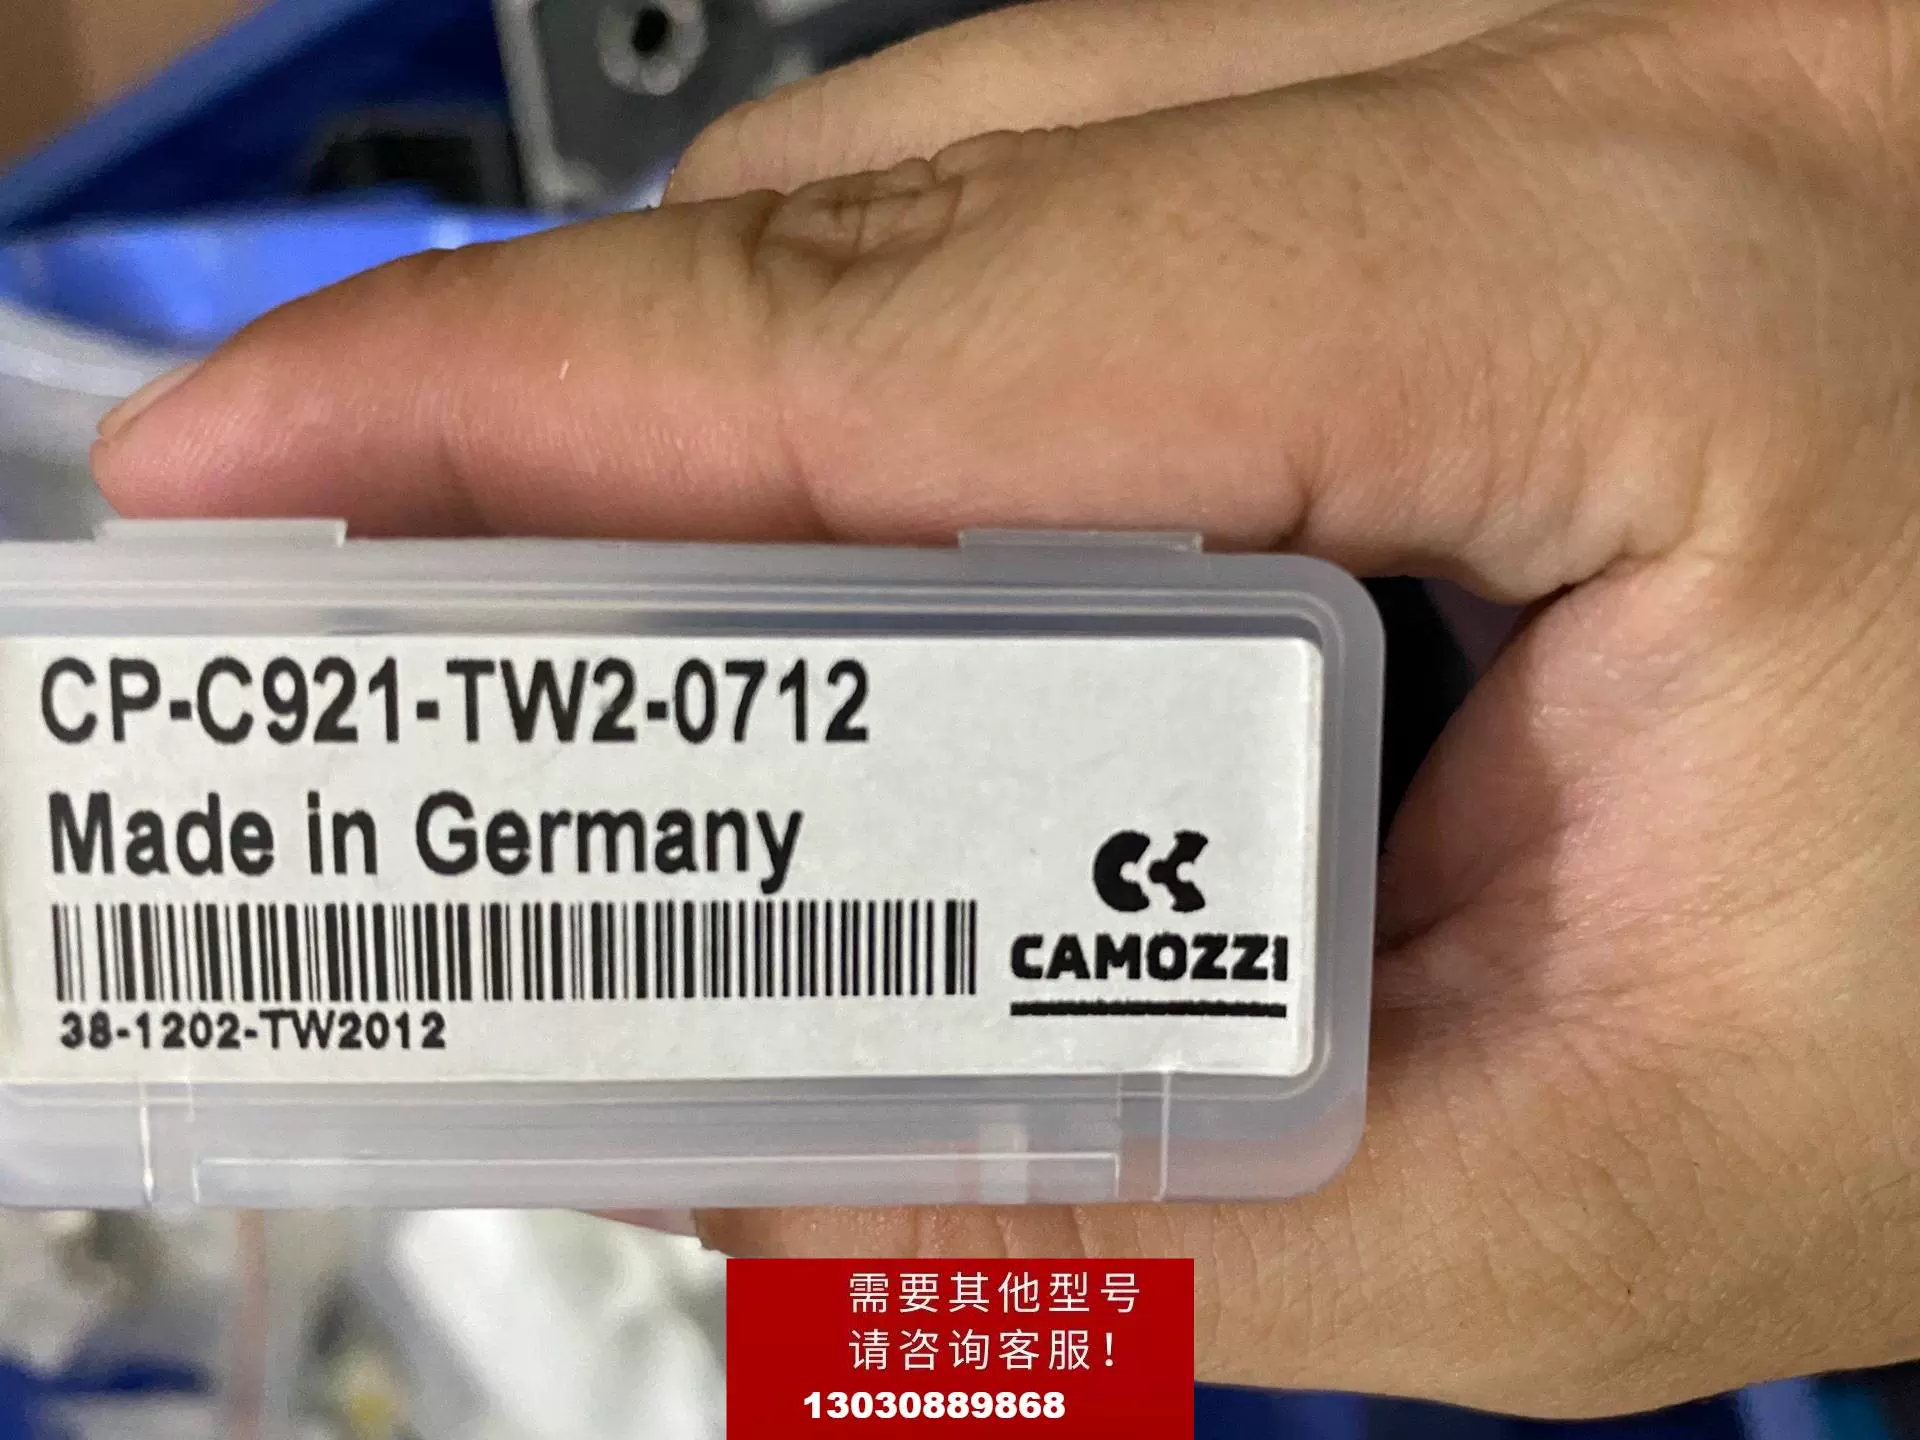 CP-C921-TW2-0712
Made in Germany
CAMOZZI
38-1202-TW2012
需要其他型号
请咨询客服！
13030889868